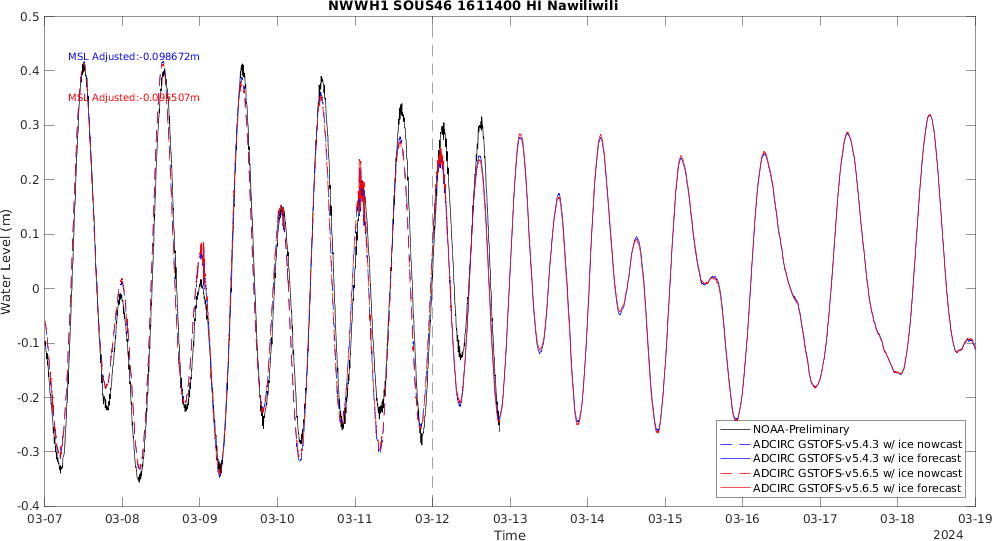 NWWH1 SOUS46 1611400 HI Nawiliwili
0.5
0.4
0.3
0.2
0.1
0
-0.1
-0.2
-0.3
-0.4
Water Level (m)
MSL Adjusted:-0.098672m
MSL Adjusted:-0.096507m
NOAA-Preliminary
ADCIRC GSTOFS-v5.4.3 w/ ice nowcast
ADCIRC GSTOFS-v5.4.3 w/ ice forecast
ADCIRC GSTOFS-v5.6.5 w/ ice nowcast
ADCIRC GSTOFS-v5.6.5 w/ ice forecast
03-07 03-08 03-09 03-10 03-11 03-12 03-13 03-14 03-15 03-16 03-17 03-18 03-19
Time
2024